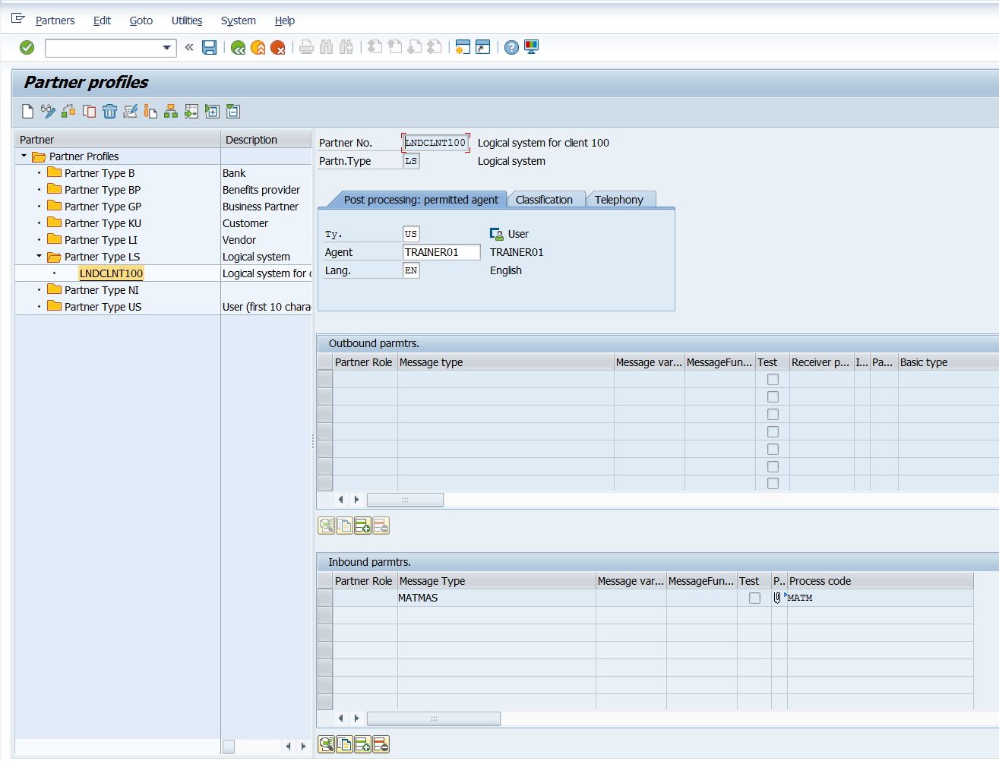 Partners Edit Goto Utilities System Help
Partner profiles
Partner Description
Partner Profiles
Partner Type B Bank
Partner Type BP Benefits provider
Partner Type GP Business Partner
Partner Type KU Customer
Partner Type LI Vendor
Partner Type LS Logical system
LNDCLNT100 Logical system for c
Partner Type NI
Partner Type US User (first 10 chara
Partner No. LNDCLNT100 Logical system for client 100
Partn.Type LS Logical system
Post processing: permitted agent Classification Telephony
Ty. US User
Agent TRAINER01 TRAINER01
Lang. EN English
Outbound parmtrs.
Partner Role Message type Message var... MessageFun... Test Receiver p... I... Pa... Basic type
Inbound parmtrs.
Partner Role Message Type Message var... MessageFun... Test P.. Process code
MATMAS MATM